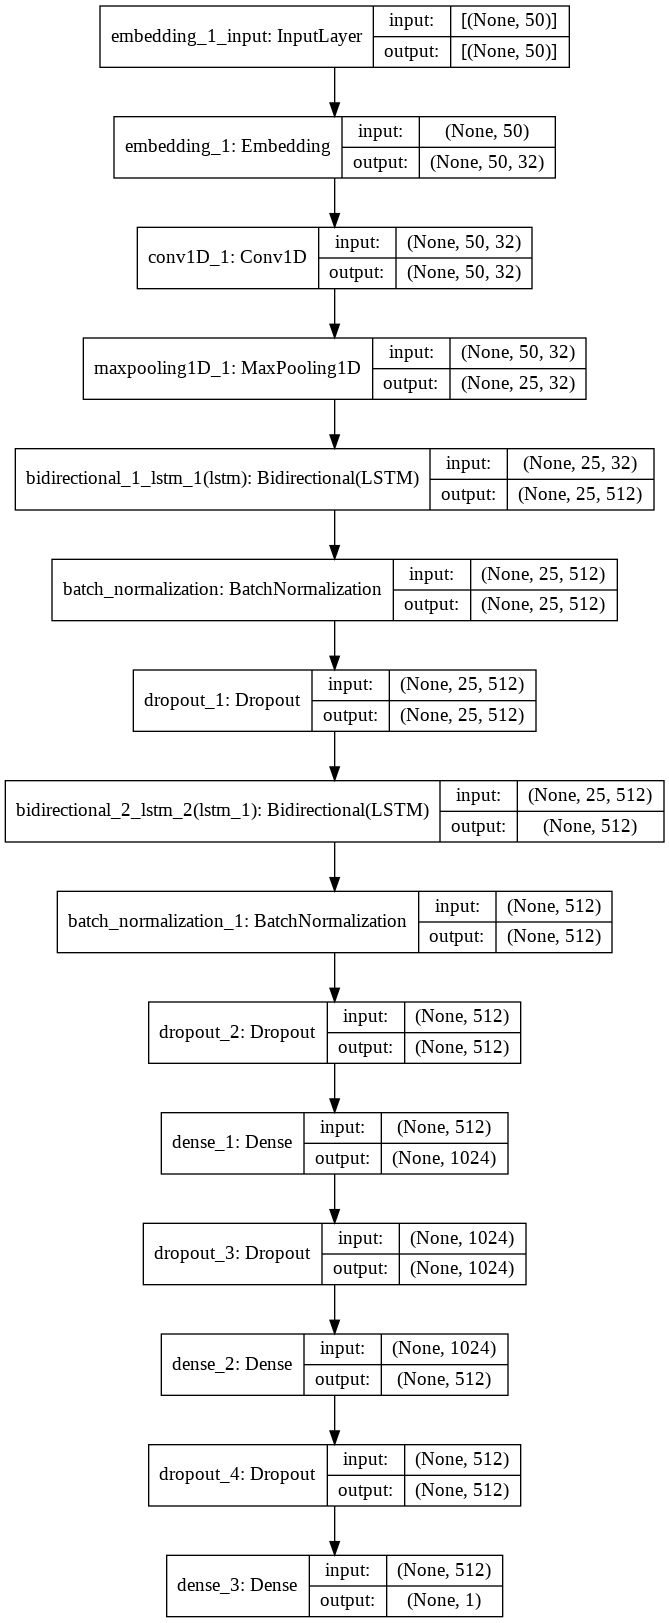 embedding_1_input: InputLayer
input: [(None, 50)]
output: [(None, 50)]
embedding_1: Embedding
input: (None, 50)
output: (None, 50, 32)
conv1D_1: Conv1D
input: (None, 50, 32)
output: (None, 50, 32)
maxpooling1D_1: MaxPooling1D
input: (None, 50, 32)
output: (None, 25, 32)
bidirectional_1_lstm_1(lstm): Bidirectional(LSTM)
input: (None, 25, 32)
output: (None, 25, 512)
batch_normalization: BatchNormalization
input: (None, 25, 512)
output: (None, 25, 512)
dropout_1: Dropout
input: (None, 25, 512)
output: (None, 25, 512)
bidirectional_2_lstm_2(lstm_1): Bidirectional(LSTM)
input: (None, 25, 512)
output: (None, 512)
batch_normalization_1: BatchNormalization
input: (None, 512)
output: (None, 512)
dropout_2: Dropout
input: (None, 512)
output: (None, 512)
dense_1: Dense
input: (None, 512)
output: (None, 1024)
dropout_3: Dropout
input: (None, 1024)
output: (None, 1024)
dense_2: Dense
input: (None, 1024)
output: (None, 512)
dropout_4: Dropout
input: (None, 512)
output: (None, 512)
dense_3: Dense
input: (None, 512)
output: (None, 1)